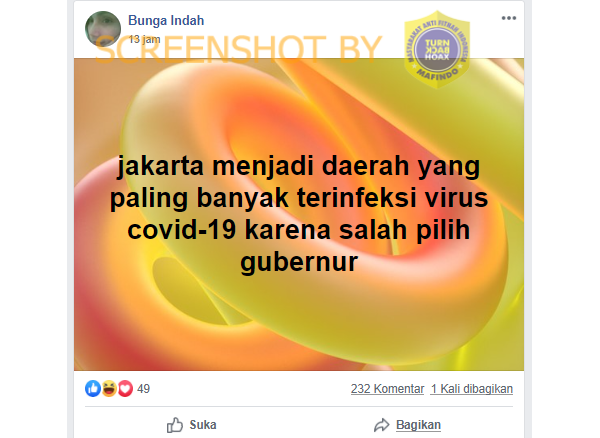 Bunga Indah
13 jam
SCREENSHOT BY
MASYARAKAT ANTI FITNAH INDONESIA
TURN
BACK
HOAX
MAFINDO
jakarta menjadi daerah yang
paling banyak terinfeksi virus
covid-19 karena salah pilih
gubernur
49
232 Komentar 1 Kali dibagikan
Suka
Bagikan